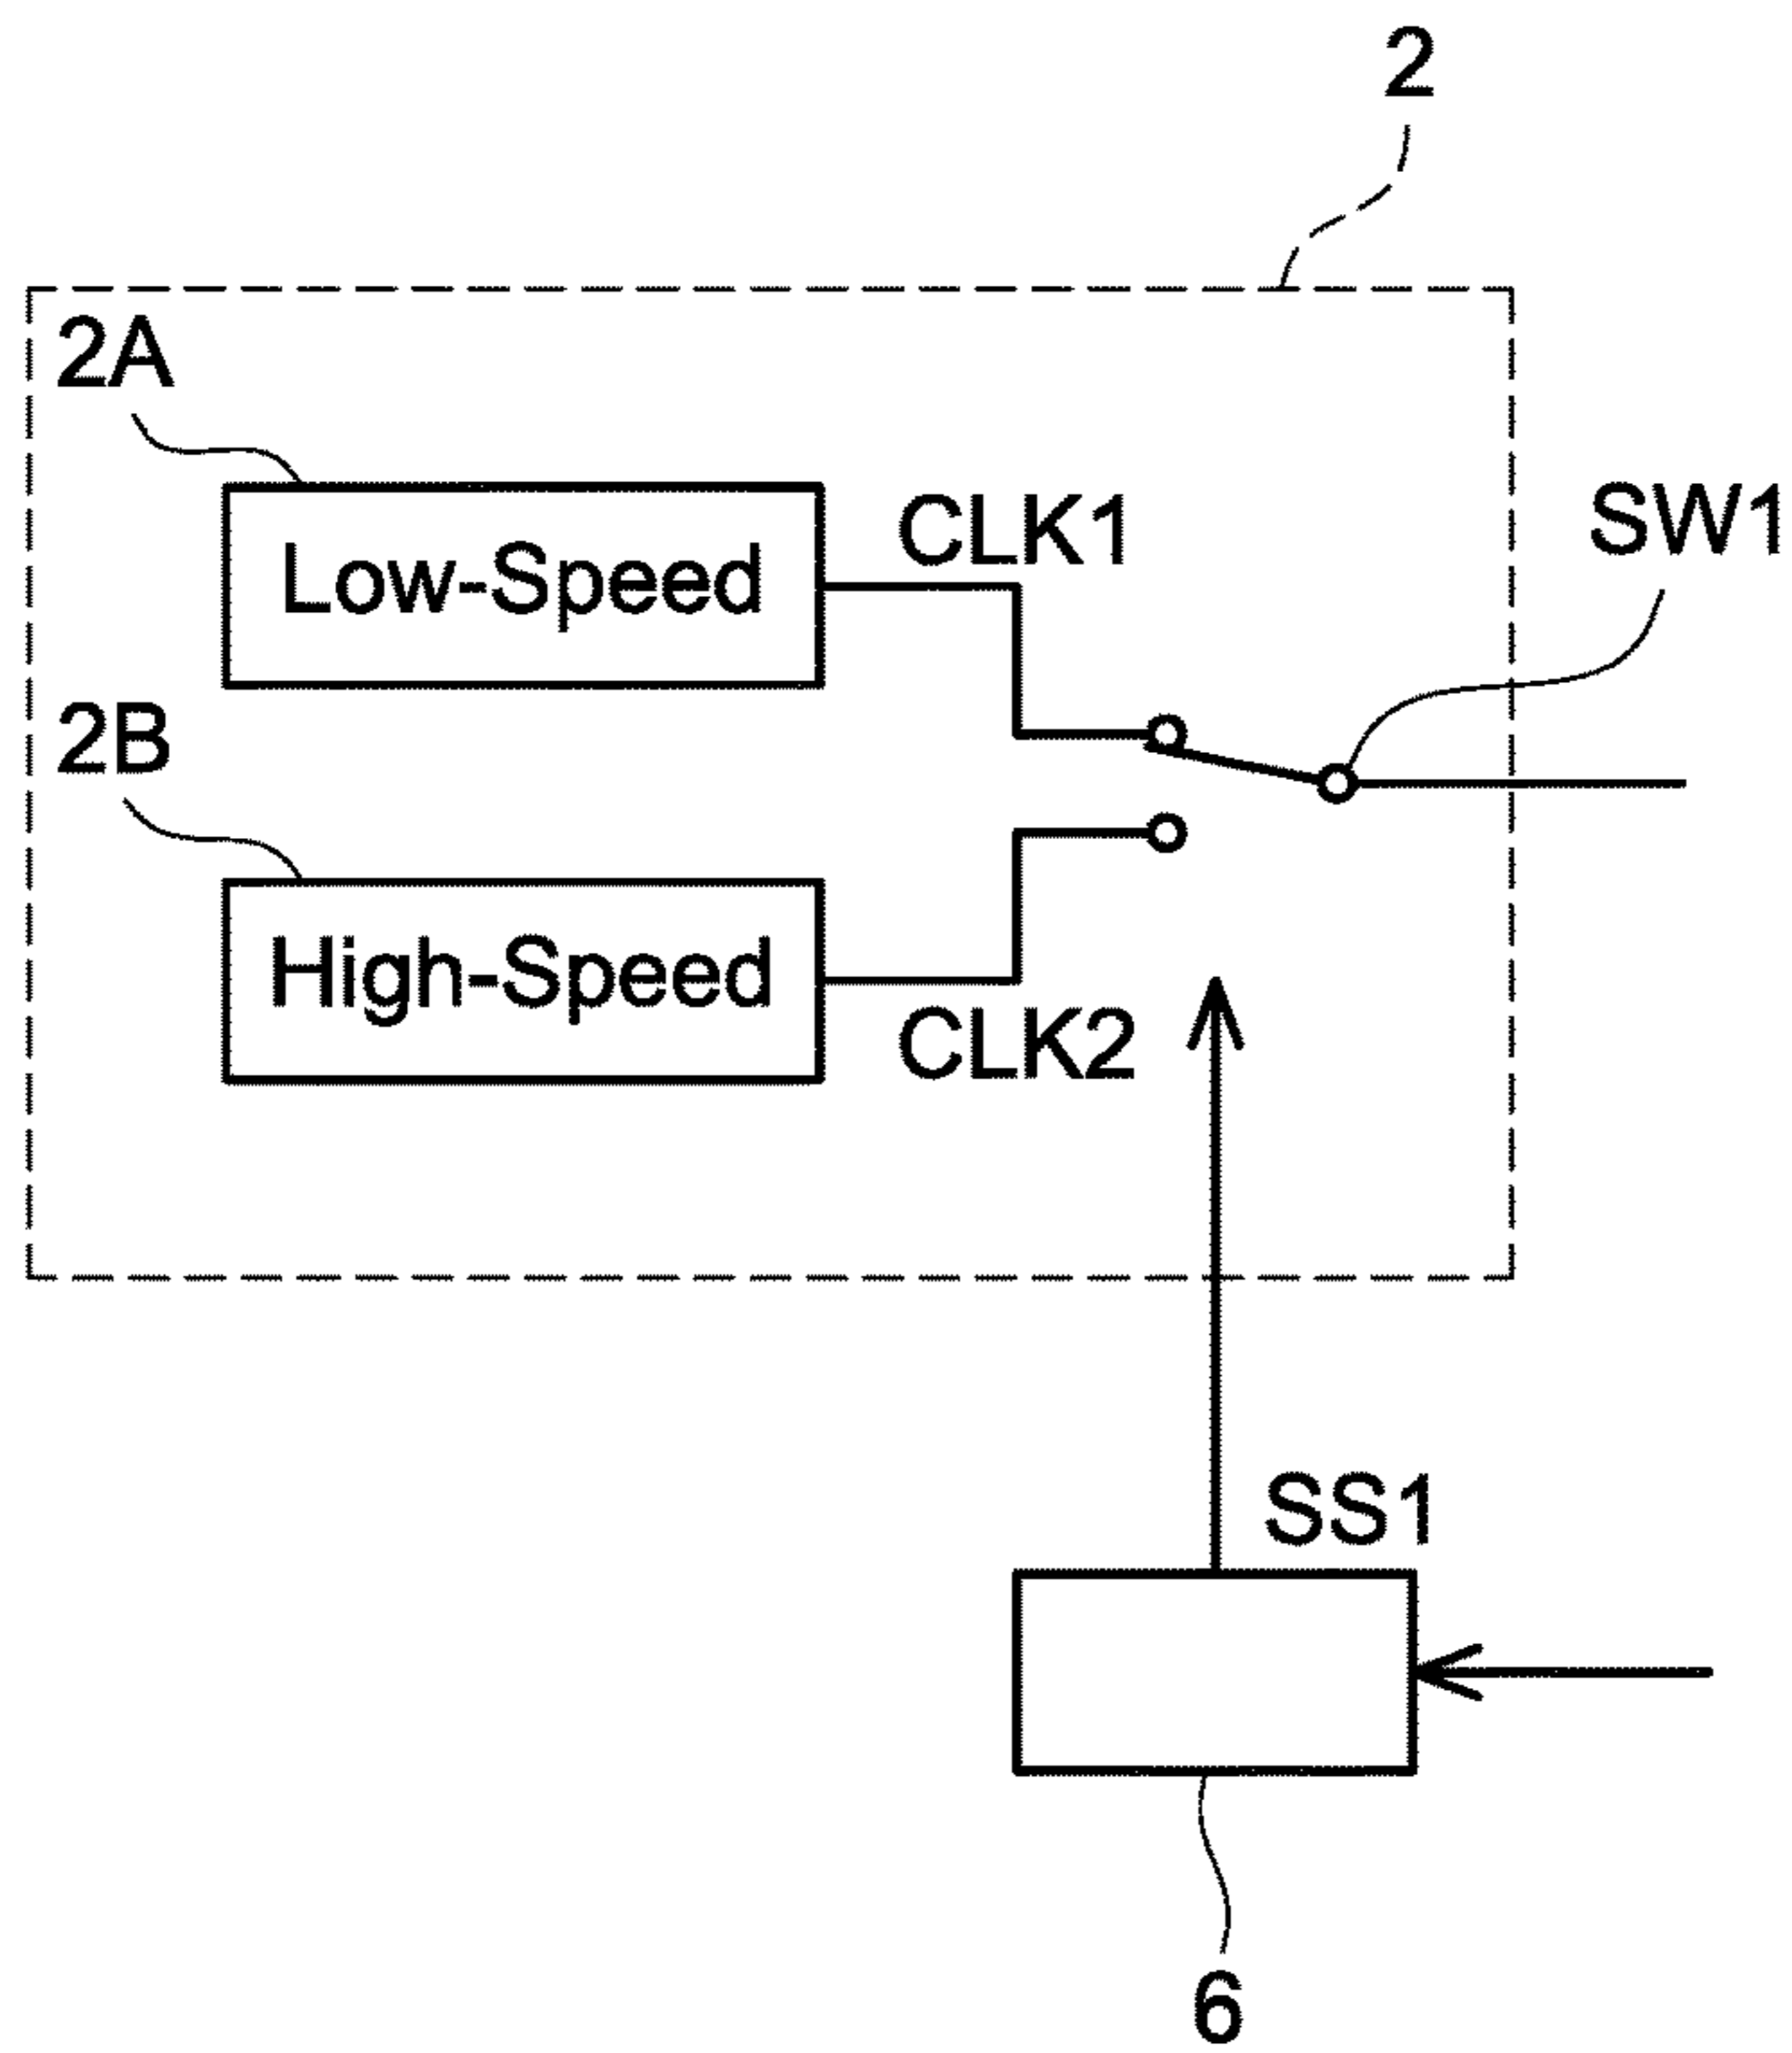 2
2A
Low-Speed
CLK1
SW1
2B
High-Speed
CLK2
SS1
6